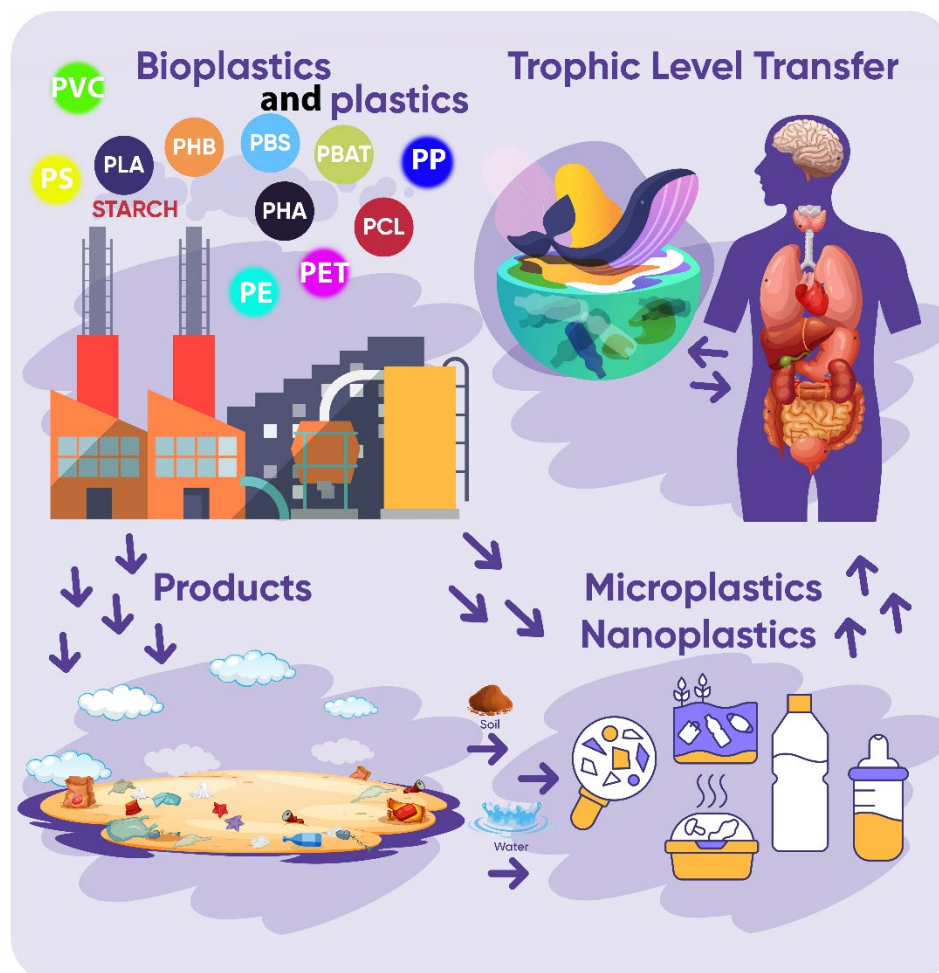 Bioplastics
and plastics
Trophic Level Transfer
PVC
PS
PLA
PHB
PBS
PBAT
PP
STARCH
PHA
PCL
PE
PET
Products
Microplastics
Nanoplastics
Soil
Water